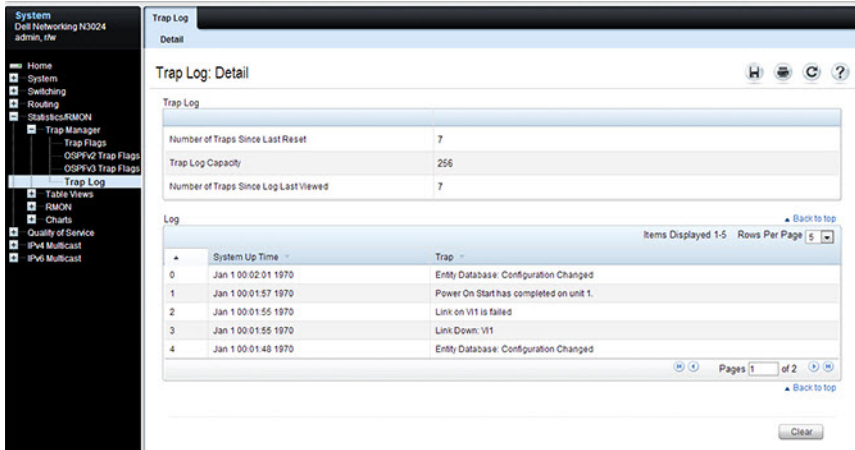 System
Dell Networking N3024
admin, r/w
Home
System
Switching
Routing
Statistics/RMON
Trap Manager
Trap Flags
OSPFv2 Trap Flags
OSPFv3 Trap Flags
Trap Log
Table Views
RMON
Charts
Quality of Service
IPv4 Multicast
IPv6 Multicast
Trap Log
Detail
Trap Log: Detail
Trap Log
Number of Traps Since Last Reset 7
Trap Log Capacity 256
Number of Traps Since Log Last Viewed 7
Log
Back to top
Items Displayed 1-5 Rows Per Page 5
System Up Time Trap
0 Jan 1 00:02:01 1970 Entity Database: Configuration Changed
1 Jan 1 00:01:57 1970 Power On Start has completed on unit 1.
2 Jan 1 00:01:55 1970 Link on Vl1 is failed
3 Jan 1 00:01:55 1970 Link Down: Vl1
4 Jan 1 00:01:48 1970 Entity Database: Configuration Changed
Pages 1 of 2
Back to top
Clear